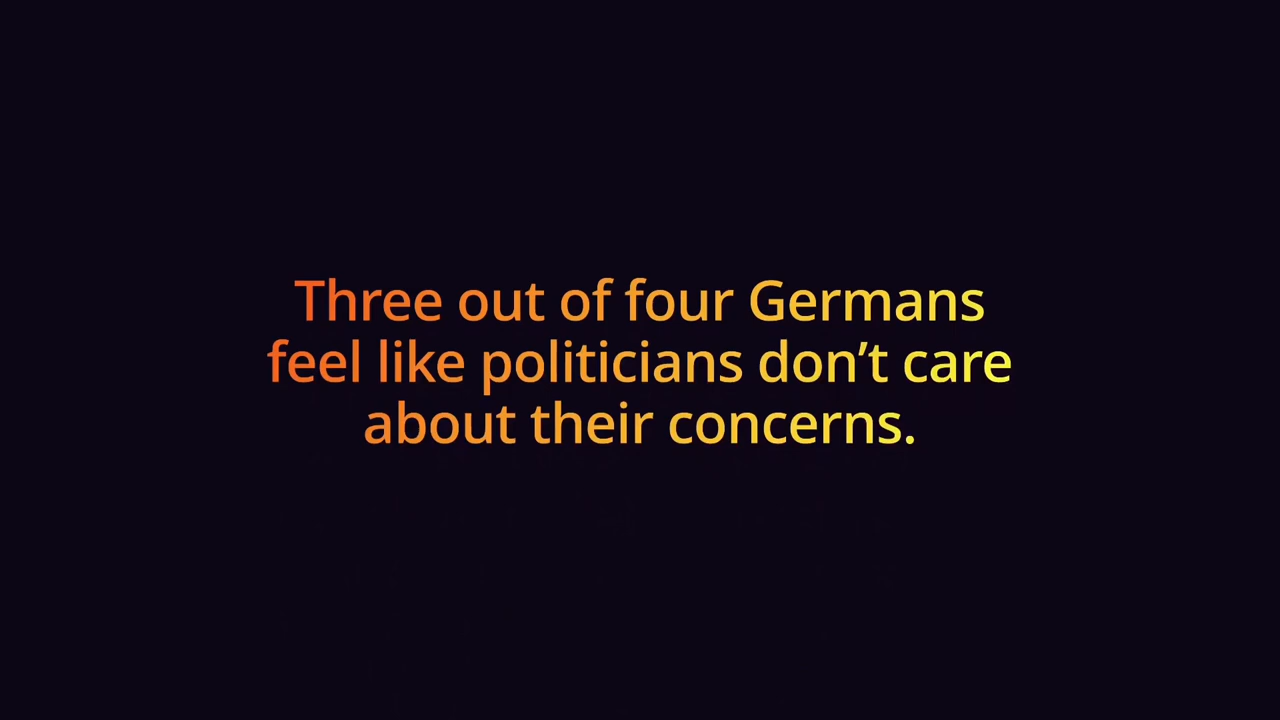 Three out of four Germans
feel like politicians don’t care
about their concerns.